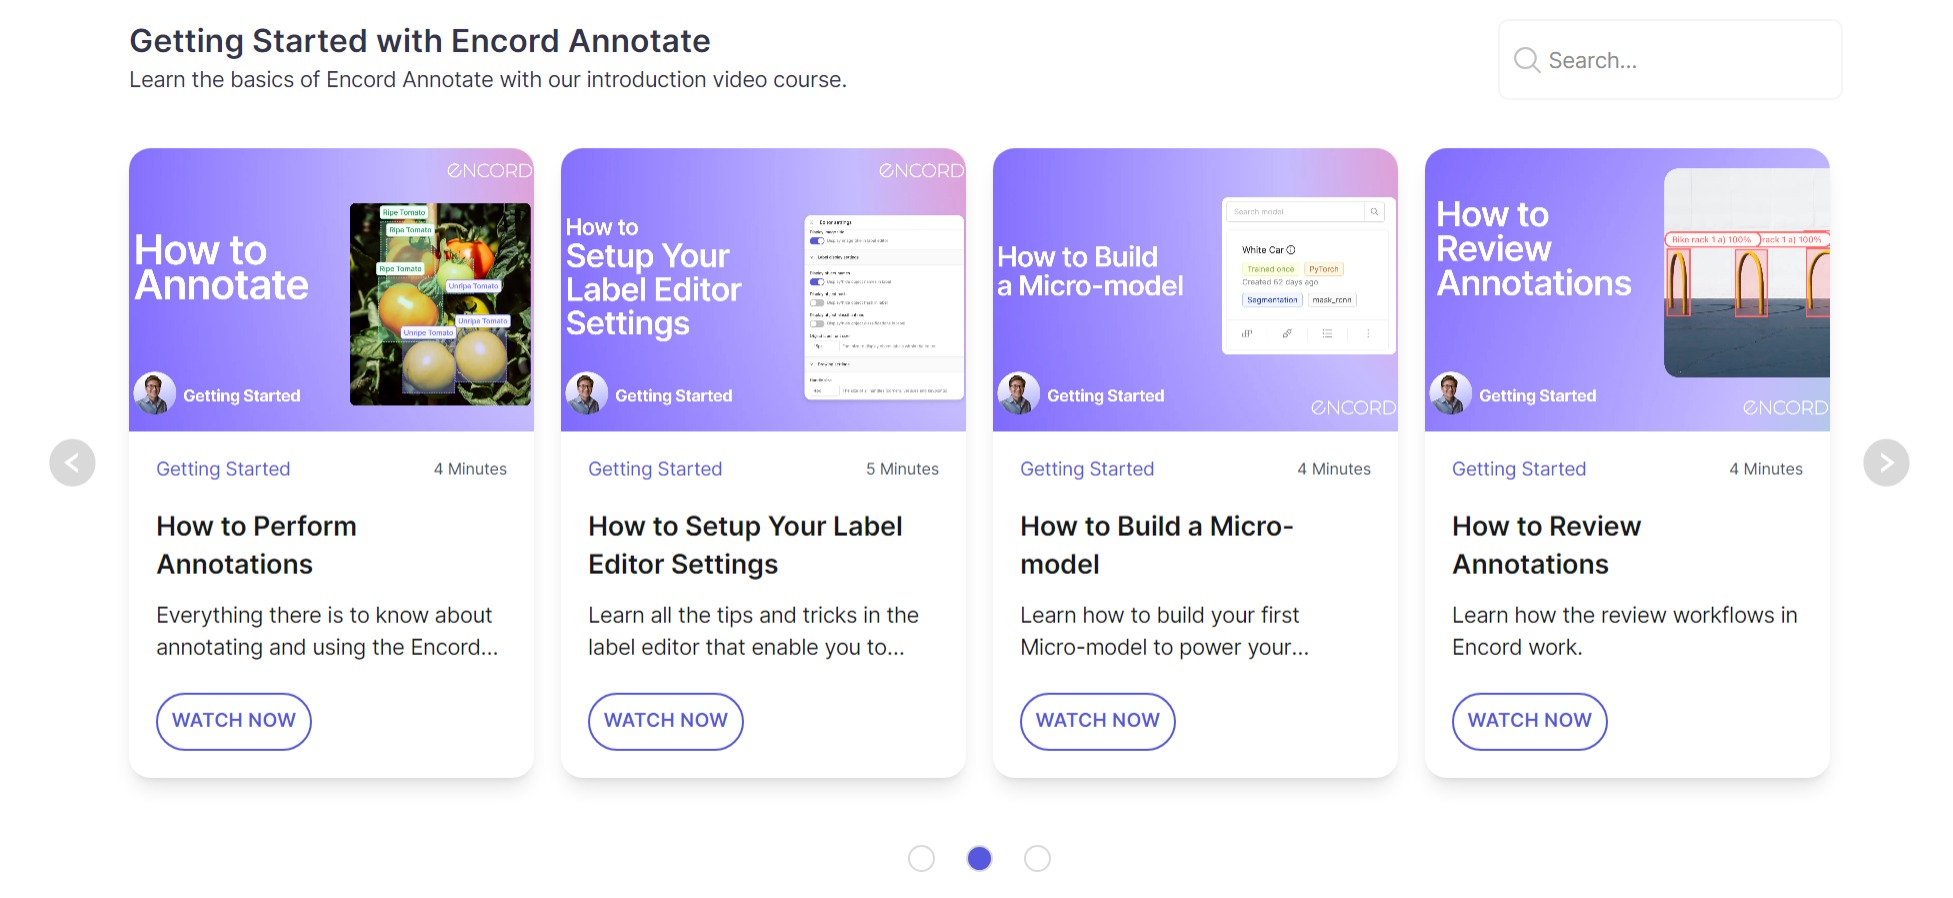 Getting Started with Encord Annotate
Learn the basics of Encord Annotate with our introduction video course.
Search...
ENCORD
How to
Annotate
Ripe Tomato
Ripe Tomato
Ripe Tomato
Unripe Tomato
Unripe Tomato
Unripe Tomato
Getting Started
Getting Started
4 Minutes
How to Perform
Annotations
Everything there is to know about
annotating and using the Encord...
WATCH NOW
ENCORD
How to
Setup Your
Label Editor
Settings
Editor settings
Label display settings
Getting Started
Getting Started
5 Minutes
How to Setup Your Label
Editor Settings
Learn all the tips and tricks in the
label editor that enable you to...
WATCH NOW
How to Build
a Micro-model
Search model
White Car
Trained once
PyTorch
Created 62 days ago
Segmentation
mask_rcnn
Getting Started
ENCORD
Getting Started
4 Minutes
How to Build a Micro-
model
Learn how to build your first
Micro-model to power your...
WATCH NOW
How to
Review
Annotations
Bike rack 1 a) 100%
rack 1 a) 100%
Getting Started
ENCORD
Getting Started
4 Minutes
How to Review
Annotations
Learn how the review workflows in
Encord work.
WATCH NOW